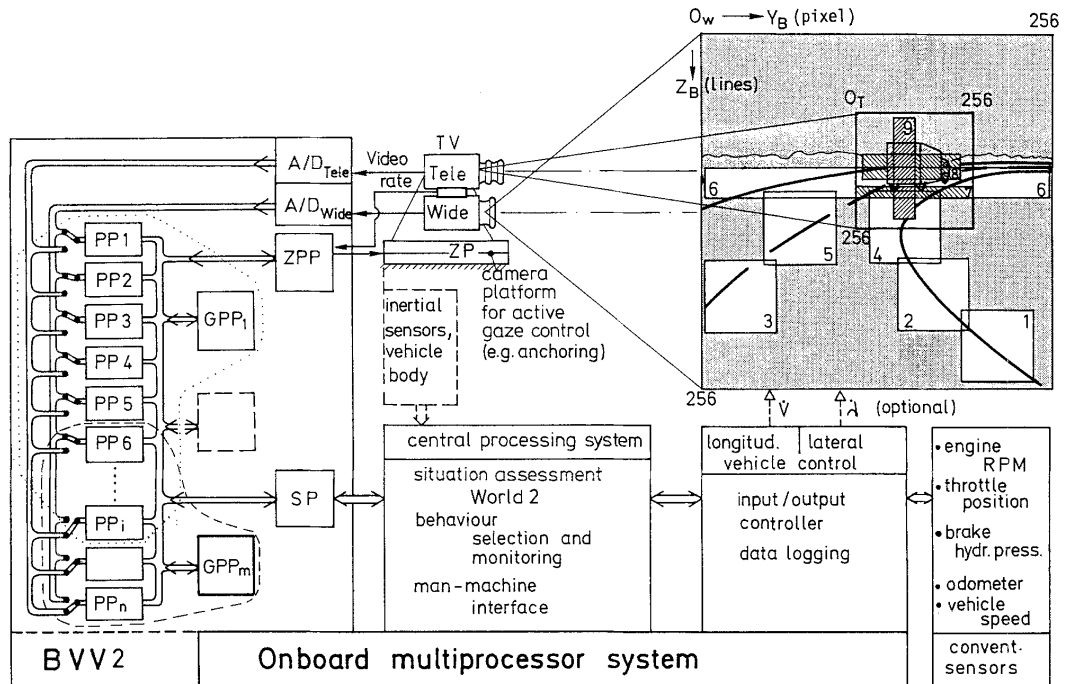 O_W → Y_B (pixel) 256
Z_B (lines)
O_T 256
TV
A/D_Tele
Video
rate
Tele
A/D_Wide
Wide
9
8
7
6
6
256
5
4
3
2
1
256
PP1
PP2
PP3
PP4
PP5
PP6
PP_i
PP_n
ZPP
GPP_1
SP
GPP_m
ZP
camera
platform
for active
gaze control
(e.g. anchoring)
inertial
sensors,
vehicle
body
V̇
(optional)
central processing system
situation assessment
World 2
behaviour
selection and
monitoring
man-machine
interface
longitud. lateral
vehicle control
input/output
controller
data logging
• engine
RPM
• throttle
position
• brake
hydr. press.
• odometer
• vehicle
speed
convent-
sensors
BVV2
Onboard multiprocessor system